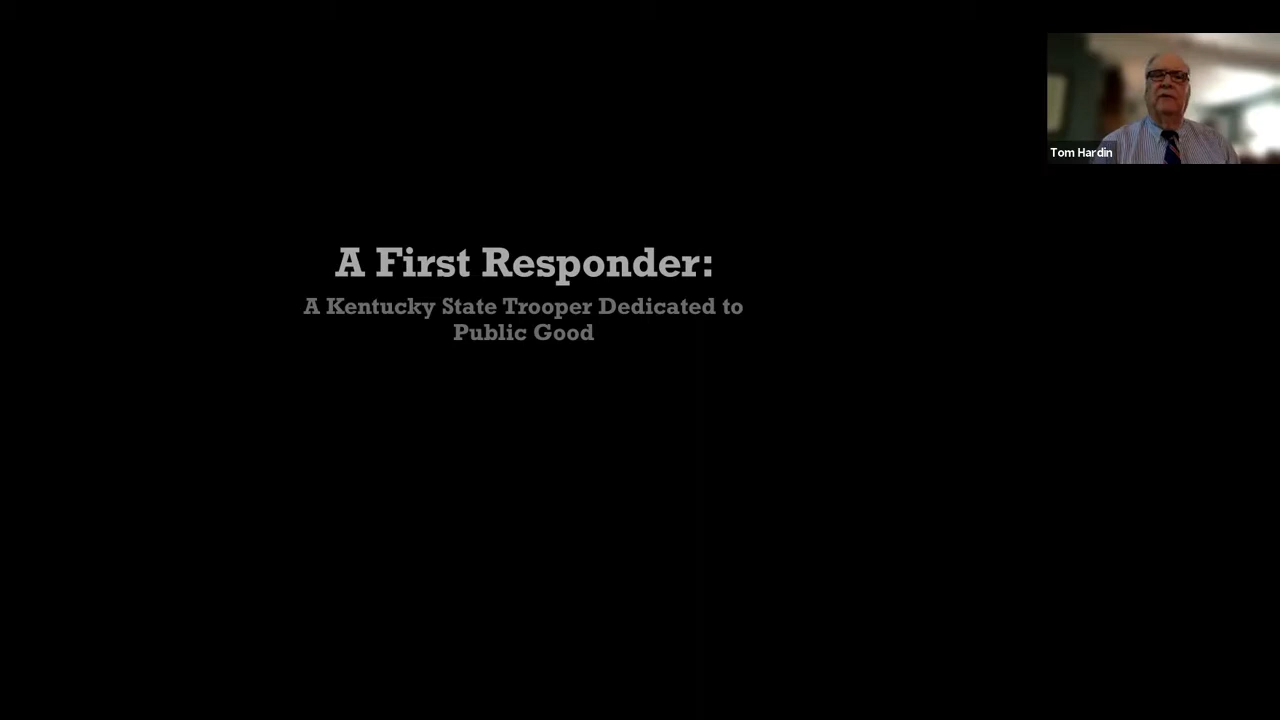 Tom Hardin
A First Responder:
A Kentucky State Trooper Dedicated to
Public Good